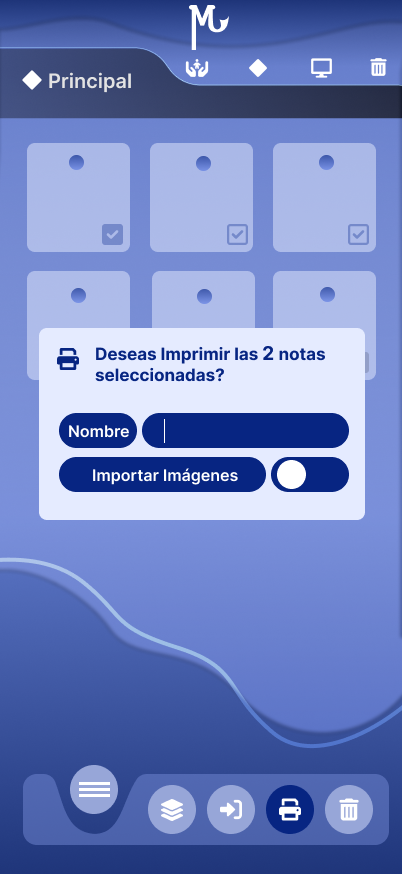 M
Principal
Deseas Imprimir las 2 notas
seleccionadas?
Nombre
Importar Imágenes